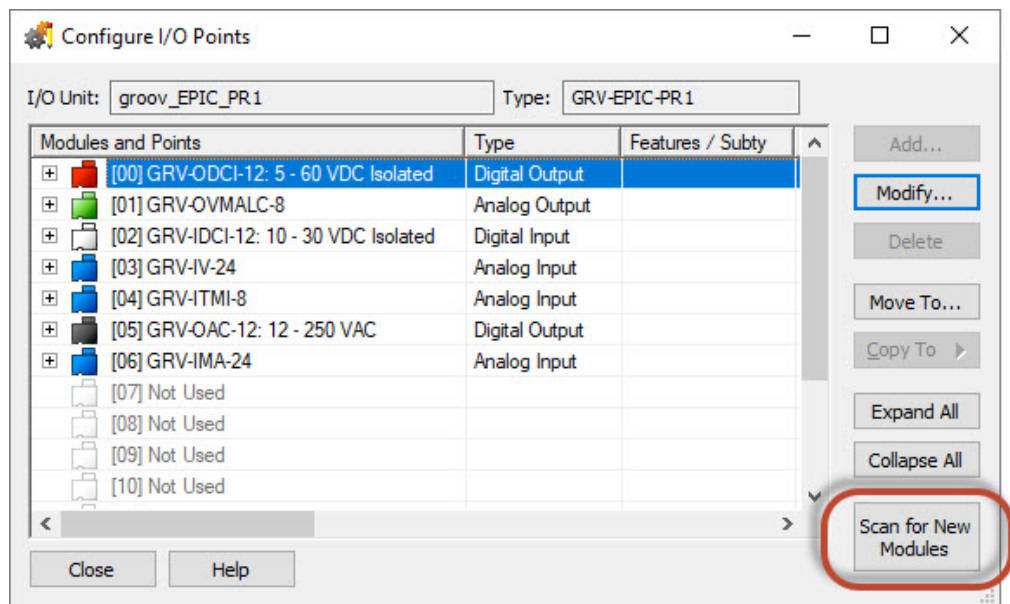 Configure I/O Points
I/O Unit: groov_EPIC_PR1 Type: GRV-EPIC-PR1
Modules and Points Type Features / Subty
[00] GRV-ODCI-12: 5 - 60 VDC Isolated Digital Output
[01] GRV-OVMALC-8 Analog Output
[02] GRV-IDCI-12: 10 - 30 VDC Isolated Digital Input
[03] GRV-IV-24 Analog Input
[04] GRV-ITMI-8 Analog Input
[05] GRV-OAC-12: 12 - 250 VAC Digital Output
[06] GRV-IMA-24 Analog Input
[07] Not Used
[08] Not Used
[09] Not Used
[10] Not Used
Add...
Modify...
Delete
Move To...
Copy To
Expand All
Collapse All
Scan for New
Modules
Close Help